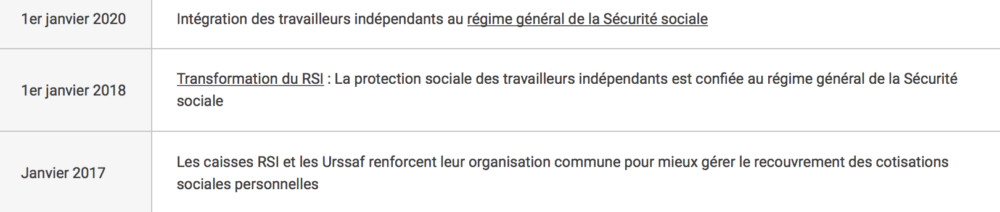 1er janvier 2020
Intégration des travailleurs indépendants au régime général de la Sécurité sociale
1er janvier 2018
Transformation du RSI : La protection sociale des travailleurs indépendants est confiée au régime général de la Sécurité
sociale
Janvier 2017
Les caisses RSI et les Urssaf renforcent leur organisation commune pour mieux gérer le recouvrement des cotisations
sociales personnelles